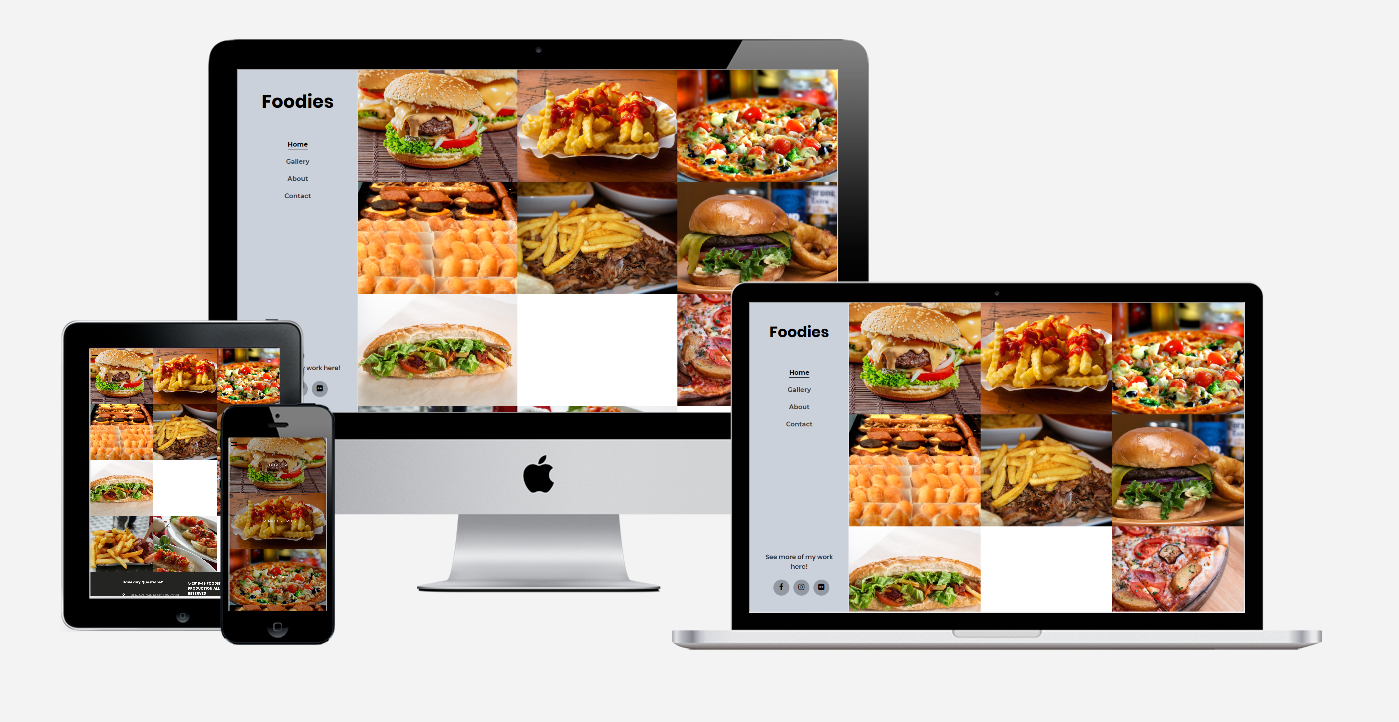 Foodies
Home
Gallery
About
Contact
work here!
Foodies
Home
Gallery
About
Contact
See more of my work
here!